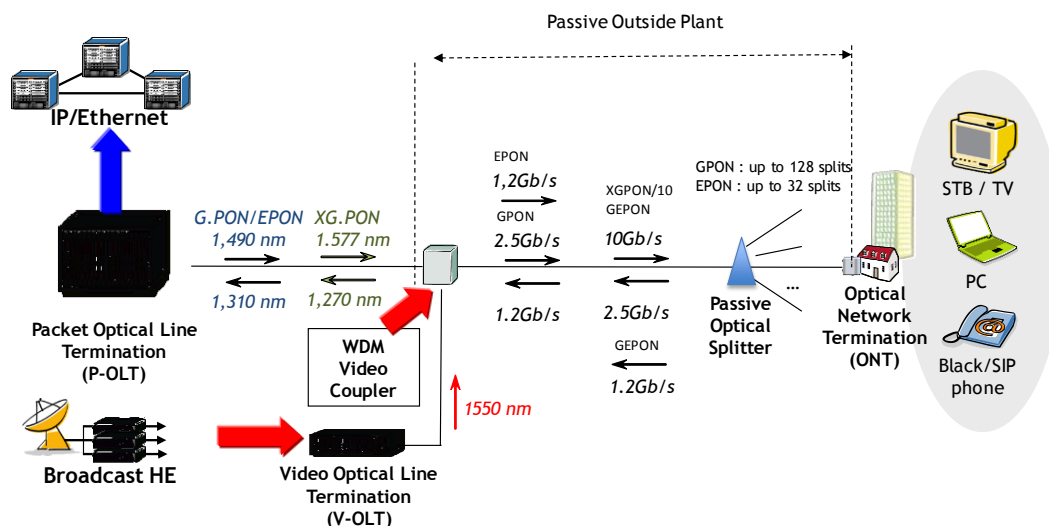 Passive Outside Plant
IP/Ethernet
EPON
1,2Gb/s
GPON
2.5Gb/s
XGPON/10
GEPON
10Gb/s
GPON : up to 128 splits
EPON : up to 32 splits
STB / TV
G.PON/EPON
1,490 nm
XG.PON
1.577 nm
1,310 nm
1,270 nm
1.2Gb/s
2.5Gb/s
GEPON
1.2Gb/s
...
Passive
Optical
Splitter
Optical
Network
Termination
(ONT)
PC
Black/SIP
phone
Packet Optical Line
Termination
(P-OLT)
WDM
Video
Coupler
1550 nm
Broadcast HE
Video Optical Line
Termination
(V-OLT)